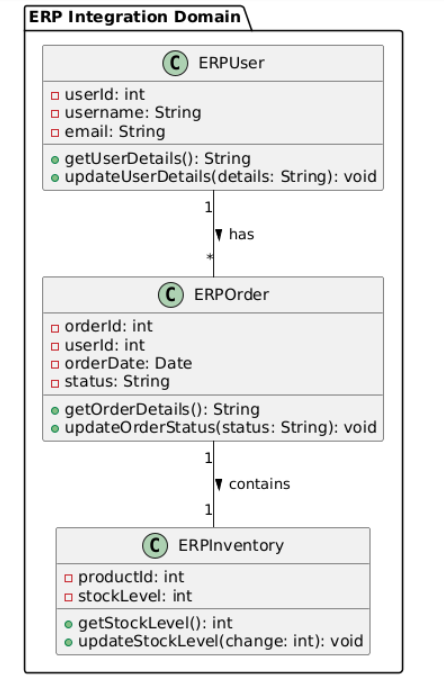 ERP Integration Domain
C ERPUser
userId: int
username: String
email: String
getUserDetails(): String
updateUserDetails(details: String): void
1
has
*
C ERPOrder
orderId: int
userId: int
orderDate: Date
status: String
getOrderDetails(): String
updateOrderStatus(status: String): void
1
contains
1
C ERPInventory
productId: int
stockLevel: int
getStockLevel(): int
updateStockLevel(change: int): void